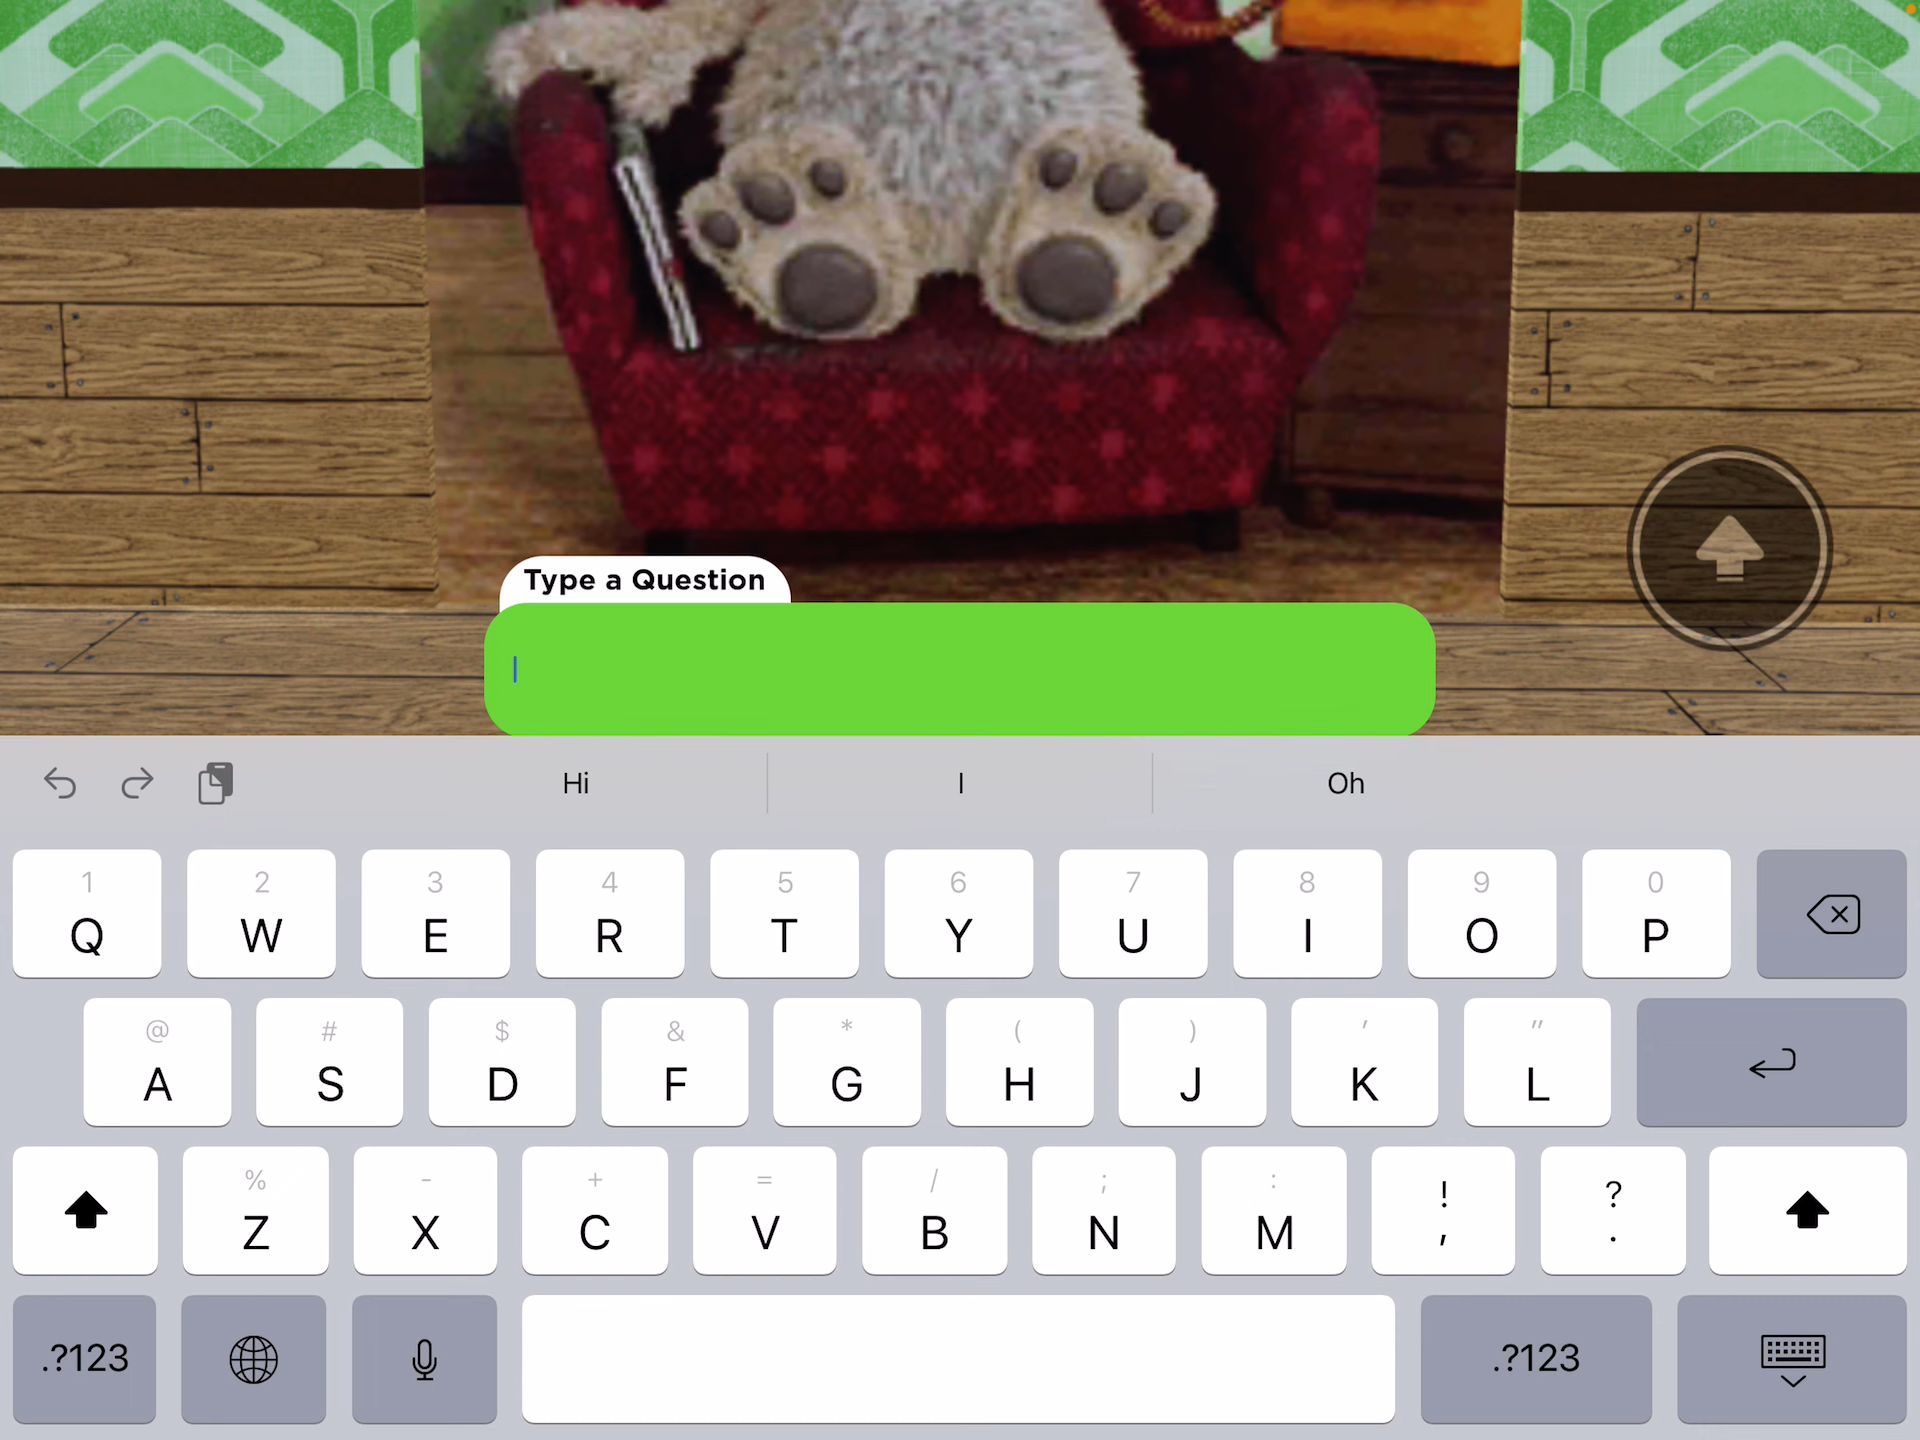 Type a Question
Hi I Oh
1 2 3 4 5 6 7 8 9 0
Q W E R T Y U I O P
@ # $ & * ( ) ' "
A S D F G H J K L
% - + = / ; : ! ?
Z X C V B N M , .
.?123 .?123